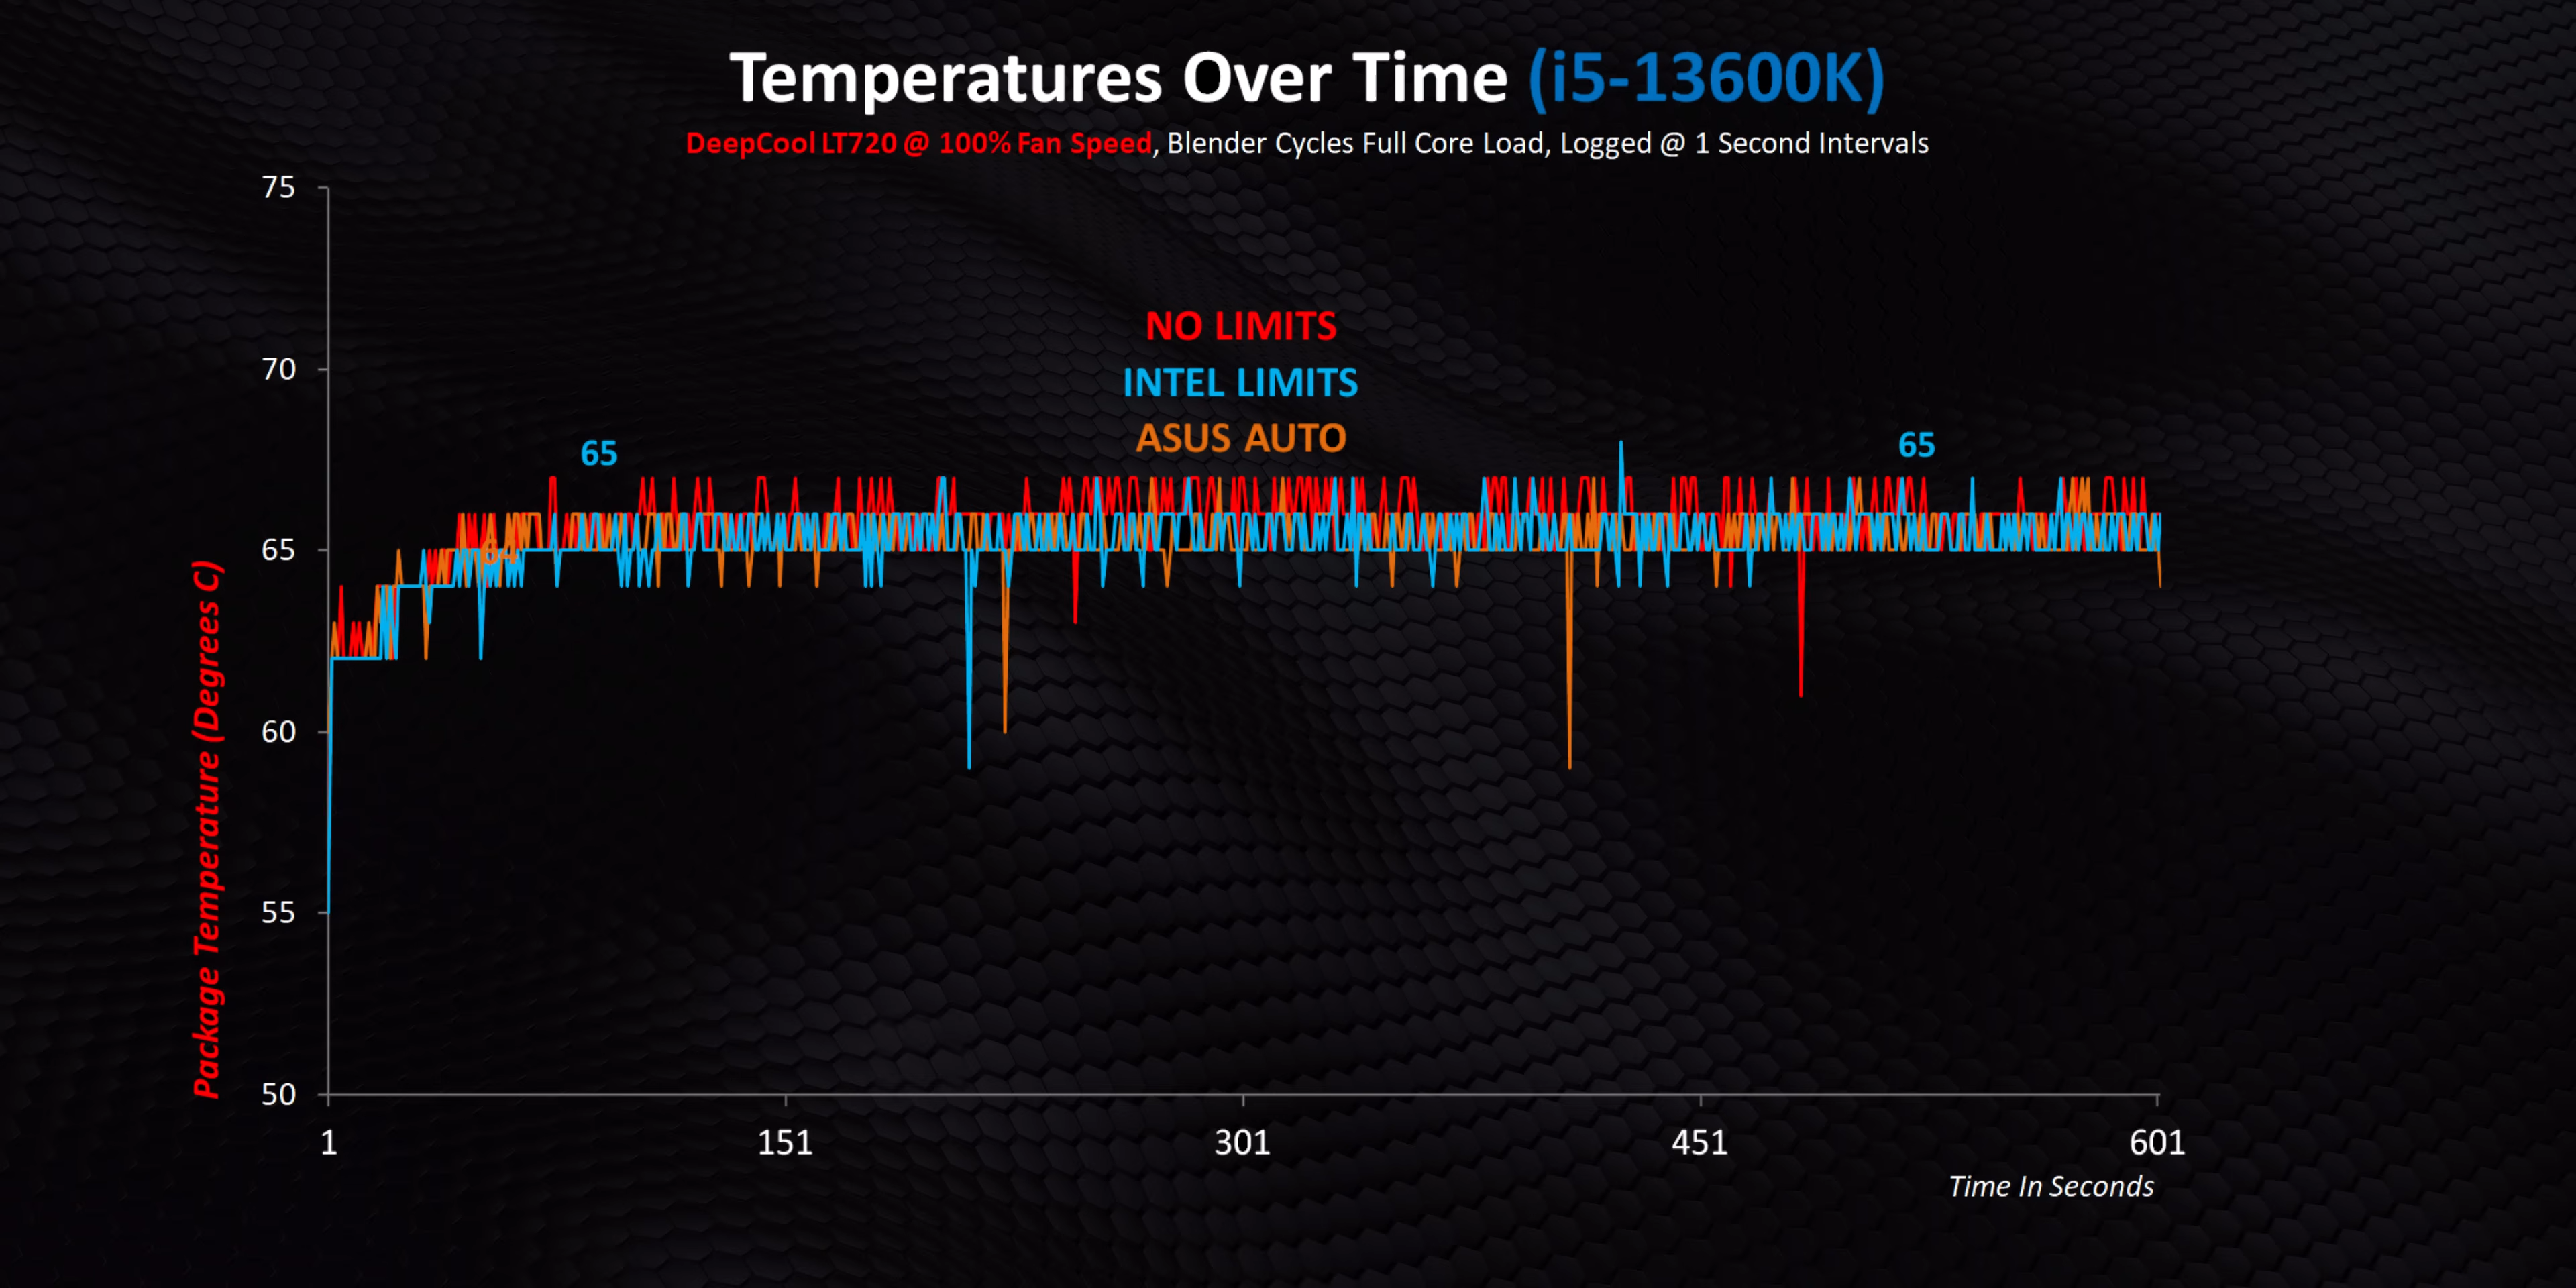 Temperatures Over Time (i5-13600K)
DeepCool LT720 @ 100% Fan Speed, Blender Cycles Full Core Load, Logged @ 1 Second Intervals
75
70
65
60
55
50
Package Temperature (Degrees C)
NO LIMITS
INTEL LIMITS
ASUS AUTO
65
65
1
151
301
451
601
Time In Seconds